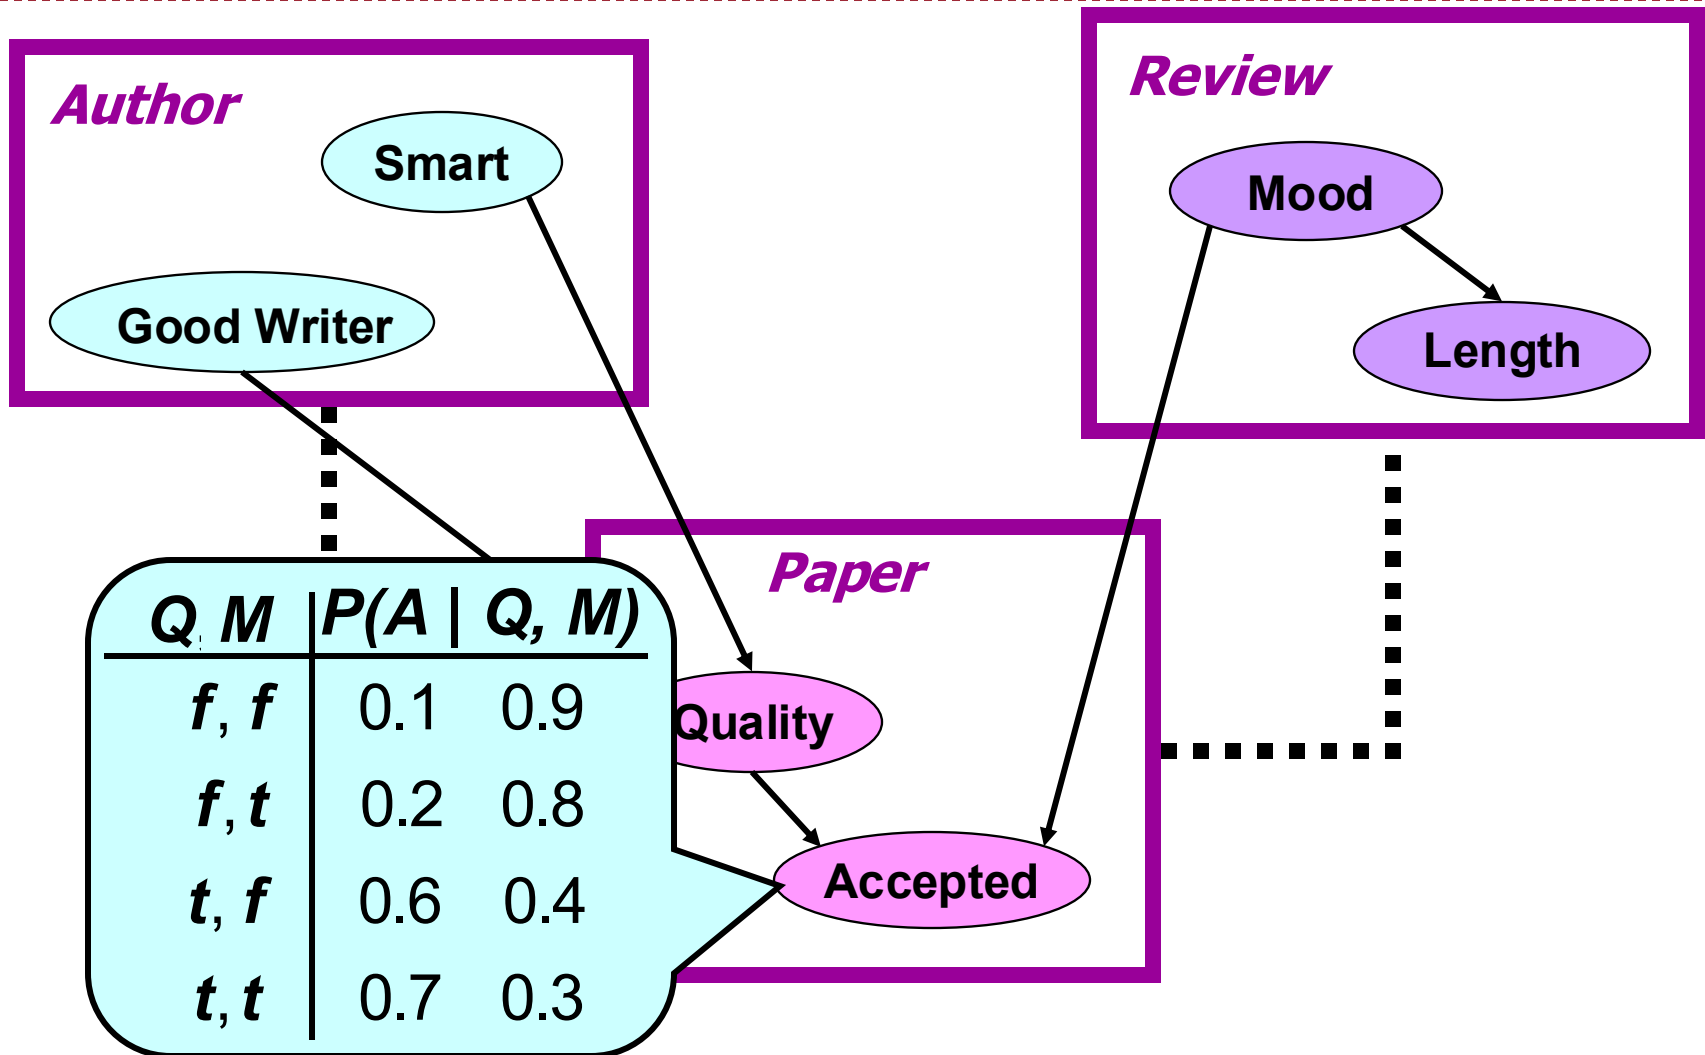 Author
Smart
Good Writer
Review
Mood
Length
Paper
Quality
Accepted
Q, M P(A | Q, M)
f, f 0.1 0.9
f, t 0.2 0.8
t, f 0.6 0.4
t, t 0.7 0.3